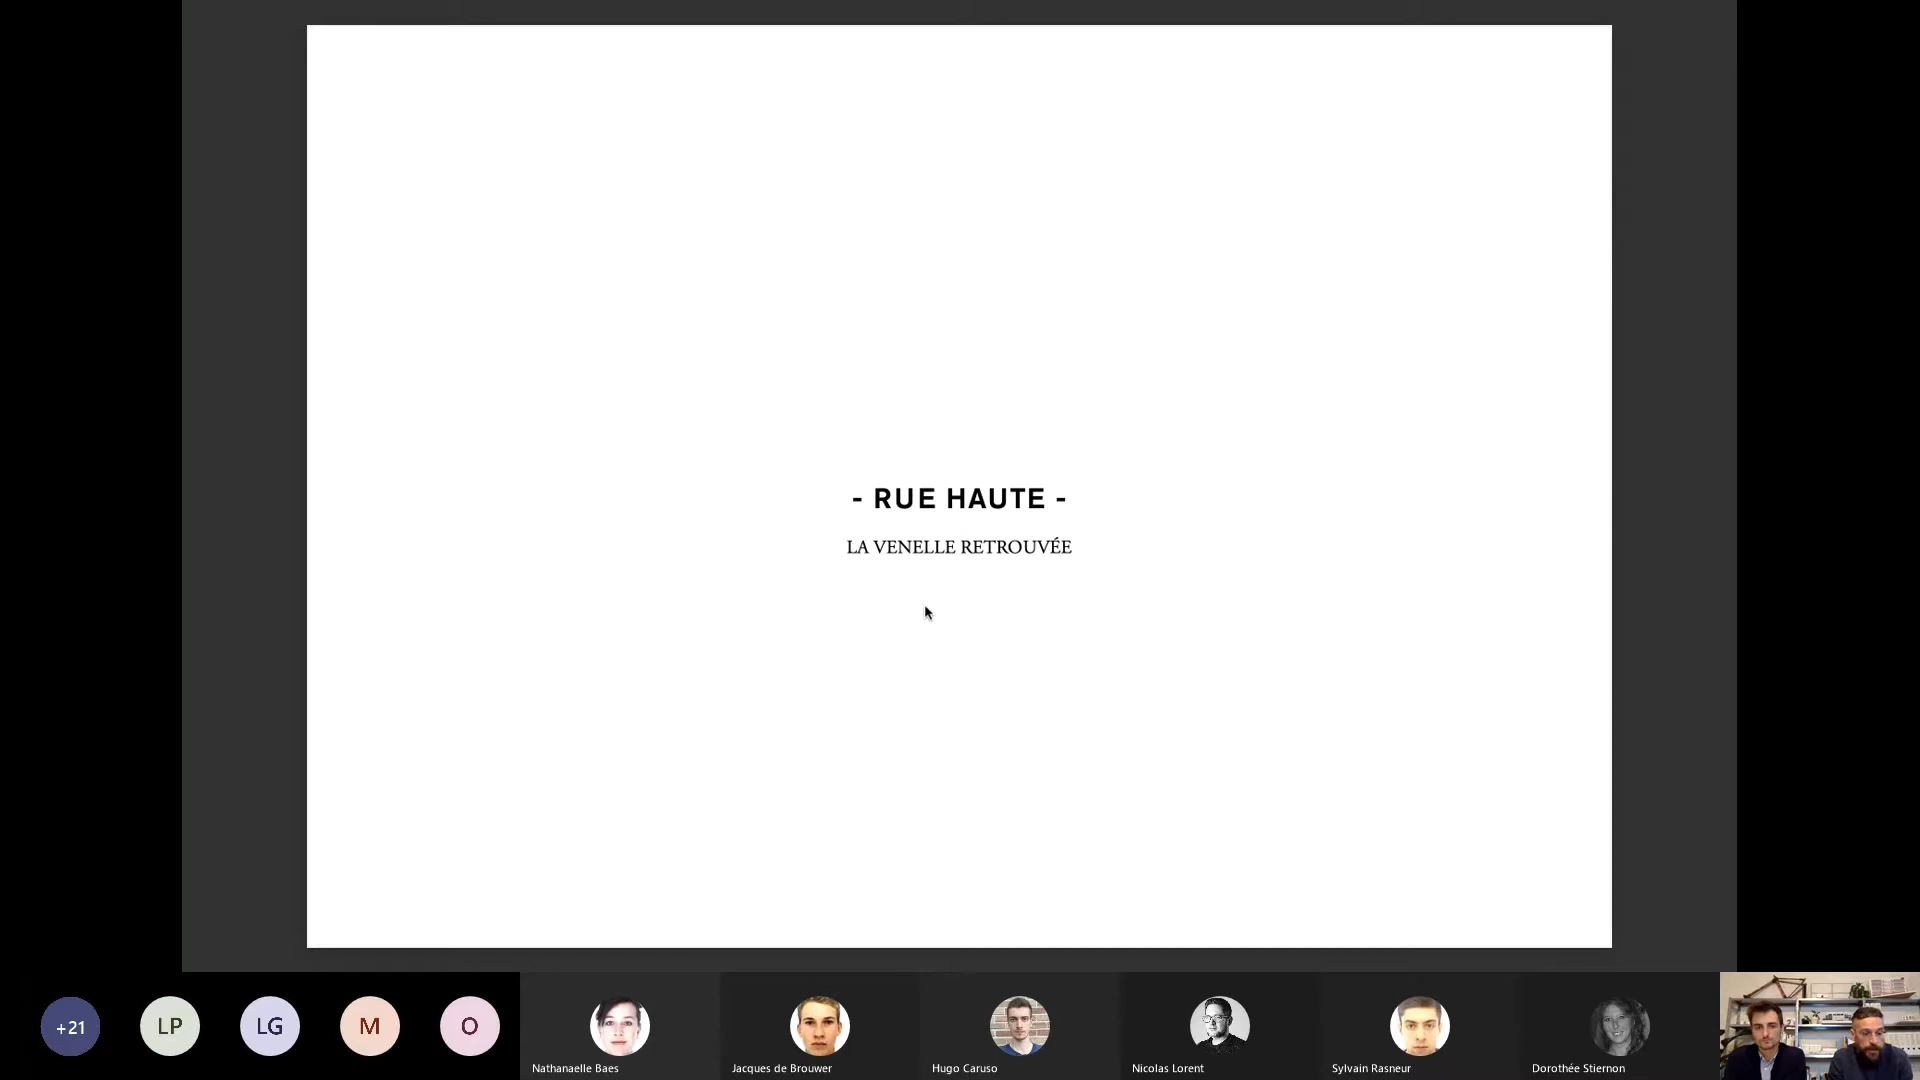 - RUE HAUTE -
LA VENELLE RETROUVÉE
+21
LP
LG
M
O
Nathanaelle Baes
Jacques de Brouwer
Hugo Caruso
Nicolas Lorent
Sylvain Rasneur
Dorothée Stiernon